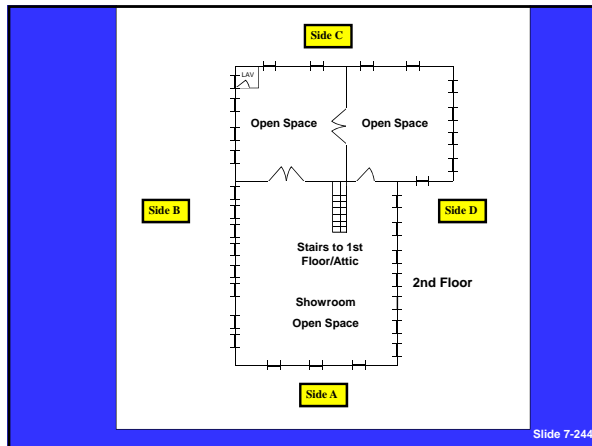 Side C
LAV
Open Space
Open Space
Side B
Side D
Stairs to 1st
Floor/Attic
2nd Floor
Showroom
Open Space
Side A
Slide 7-244